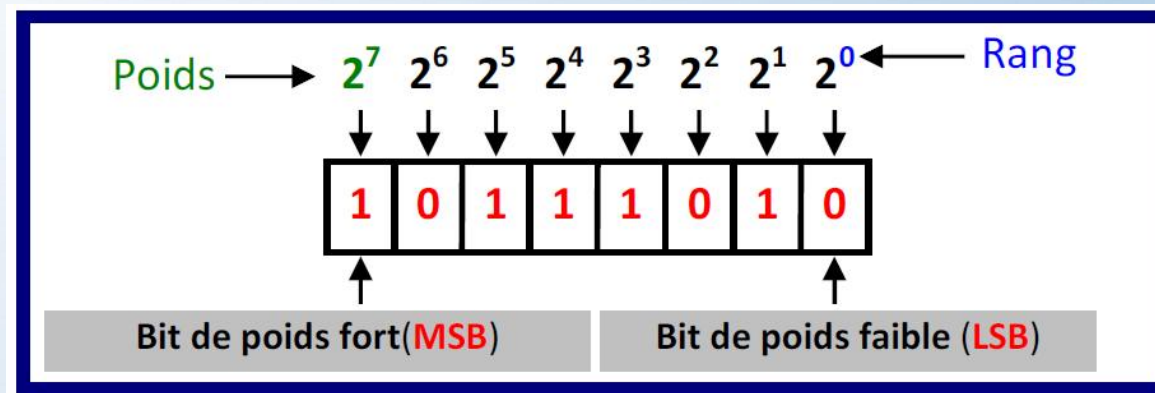 Poids 2⁷ 2⁶ 2⁵ 2⁴ 2³ 2² 2¹ 2⁰ Rang
1 0 1 1 1 0 1 0
Bit de poids fort(MSB) Bit de poids faible (LSB)